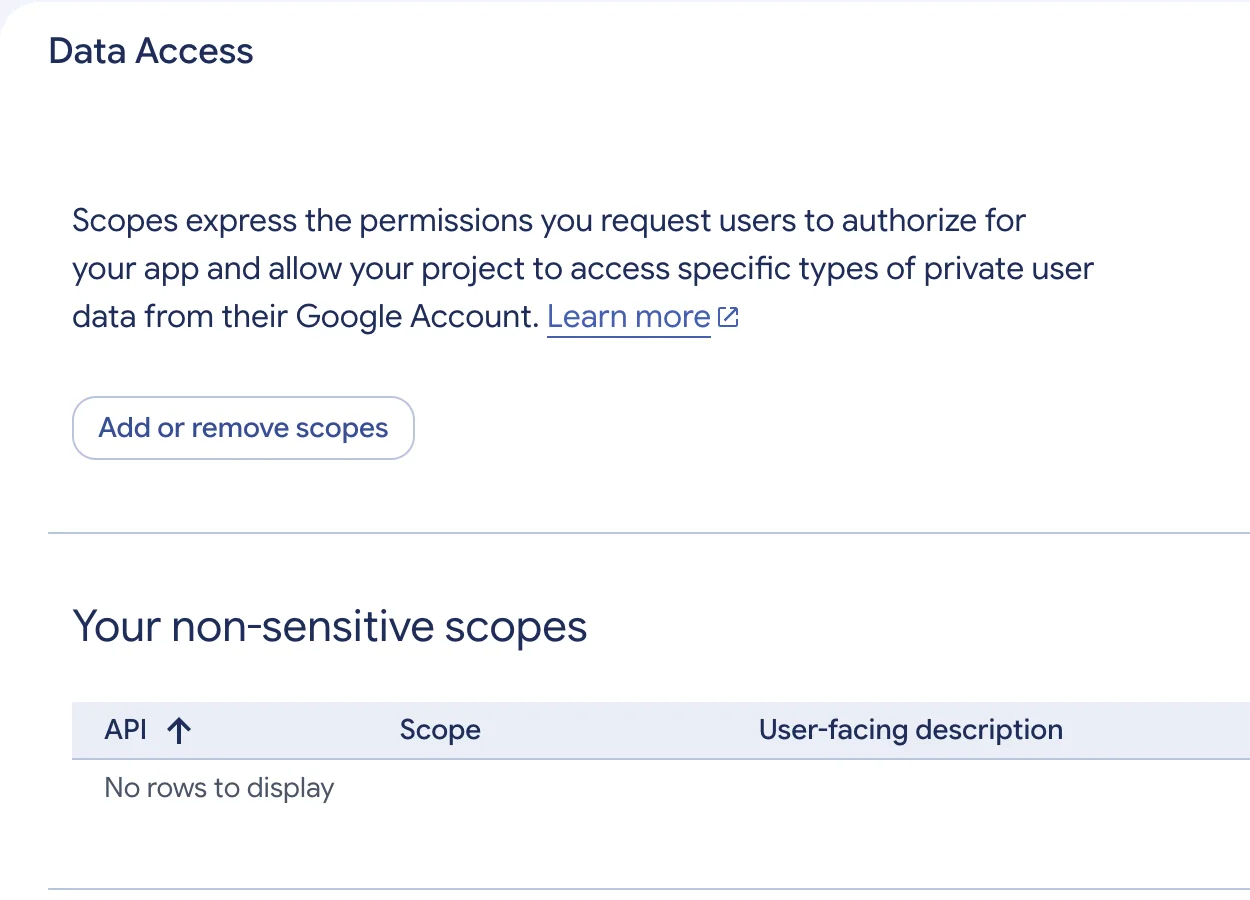 Data Access
Scopes express the permissions you request users to authorize for
your app and allow your project to access specific types of private user
data from their Google Account. Learn more
Add or remove scopes
Your non-sensitive scopes
API Scope User-facing description
No rows to display